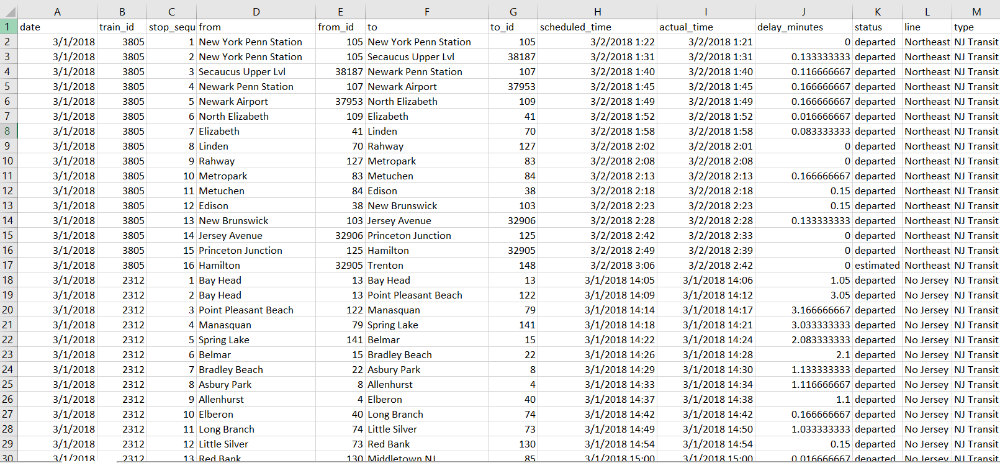 A B C D E F G H I J K L M
1 date train_id stop_sequ from from_id to to_id scheduled_time actual_time delay_minutes status line type
2 3/1/2018 3805 1 New York Penn Station 105 New York Penn Station 105 3/2/2018 1:22 3/2/2018 1:21 0 departed Northeast NJ Transit
3 3/1/2018 3805 2 New York Penn Station 105 Secaucus Upper Lvl 38187 3/2/2018 1:31 3/2/2018 1:31 0.133333333 departed Northeast NJ Transit
4 3/1/2018 3805 3 Secaucus Upper Lvl 38187 Newark Penn Station 107 3/2/2018 1:40 3/2/2018 1:40 0.116666667 departed Northeast NJ Transit
5 3/1/2018 3805 4 Newark Penn Station 107 Newark Airport 37953 3/2/2018 1:45 3/2/2018 1:45 0.166666667 departed Northeast NJ Transit
6 3/1/2018 3805 5 Newark Airport 37953 North Elizabeth 109 3/2/2018 1:49 3/2/2018 1:49 0.166666667 departed Northeast NJ Transit
7 3/1/2018 3805 6 North Elizabeth 109 Elizabeth 41 3/2/2018 1:52 3/2/2018 1:52 0.016666667 departed Northeast NJ Transit
8 3/1/2018 3805 7 Elizabeth 41 Linden 70 3/2/2018 1:58 3/2/2018 1:58 0.083333333 departed Northeast NJ Transit
9 3/1/2018 3805 8 Linden 70 Rahway 127 3/2/2018 2:02 3/2/2018 2:01 0 departed Northeast NJ Transit
10 3/1/2018 3805 9 Rahway 127 Metropark 83 3/2/2018 2:08 3/2/2018 2:08 0 departed Northeast NJ Transit
11 3/1/2018 3805 10 Metropark 83 Metuchen 84 3/2/2018 2:13 3/2/2018 2:13 0.166666667 departed Northeast NJ Transit
12 3/1/2018 3805 11 Metuchen 84 Edison 38 3/2/2018 2:18 3/2/2018 2:18 0.15 departed Northeast NJ Transit
13 3/1/2018 3805 12 Edison 38 New Brunswick 103 3/2/2018 2:23 3/2/2018 2:23 0.15 departed Northeast NJ Transit
14 3/1/2018 3805 13 New Brunswick 103 Jersey Avenue 32906 3/2/2018 2:28 3/2/2018 2:28 0.133333333 departed Northeast NJ Transit
15 3/1/2018 3805 14 Jersey Avenue 32906 Princeton Junction 125 3/2/2018 2:42 3/2/2018 2:33 0 departed Northeast NJ Transit
16 3/1/2018 3805 15 Princeton Junction 125 Hamilton 32905 3/2/2018 2:49 3/2/2018 2:39 0 departed Northeast NJ Transit
17 3/1/2018 3805 16 Hamilton 32905 Trenton 148 3/2/2018 3:06 3/2/2018 2:42 0 estimated Northeast NJ Transit
18 3/1/2018 2312 1 Bay Head 13 Bay Head 13 3/1/2018 14:05 3/1/2018 14:06 1.05 departed No Jersey NJ Transit
19 3/1/2018 2312 2 Bay Head 13 Point Pleasant Beach 122 3/1/2018 14:09 3/1/2018 14:12 3.05 departed No Jersey NJ Transit
20 3/1/2018 2312 3 Point Pleasant Beach 122 Manasquan 79 3/1/2018 14:14 3/1/2018 14:17 3.166666667 departed No Jersey NJ Transit
21 3/1/2018 2312 4 Manasquan 79 Spring Lake 141 3/1/2018 14:18 3/1/2018 14:21 3.033333333 departed No Jersey NJ Transit
22 3/1/2018 2312 5 Spring Lake 141 Belmar 15 3/1/2018 14:22 3/1/2018 14:24 2.083333333 departed No Jersey NJ Transit
23 3/1/2018 2312 6 Belmar 15 Bradley Beach 22 3/1/2018 14:26 3/1/2018 14:28 2.1 departed No Jersey NJ Transit
24 3/1/2018 2312 7 Bradley Beach 22 Asbury Park 8 3/1/2018 14:29 3/1/2018 14:30 1.133333333 departed No Jersey NJ Transit
25 3/1/2018 2312 8 Asbury Park 8 Allenhurst 4 3/1/2018 14:33 3/1/2018 14:34 1.116666667 departed No Jersey NJ Transit
26 3/1/2018 2312 9 Allenhurst 4 Elberon 40 3/1/2018 14:37 3/1/2018 14:38 1.1 departed No Jersey NJ Transit
27 3/1/2018 2312 10 Elberon 40 Long Branch 74 3/1/2018 14:42 3/1/2018 14:42 0.166666667 departed No Jersey NJ Transit
28 3/1/2018 2312 11 Long Branch 74 Little Silver 73 3/1/2018 14:49 3/1/2018 14:50 1.033333333 departed No Jersey NJ Transit
29 3/1/2018 2312 12 Little Silver 73 Red Bank 130 3/1/2018 14:54 3/1/2018 14:54 0.15 departed No Jersey NJ Transit
30 3/1/2018 2312 13 Red Bank 130 Middletown NJ 85 3/1/2018 15:00 3/1/2018 15:00 0.016666667 departed No Jersey NJ Transit